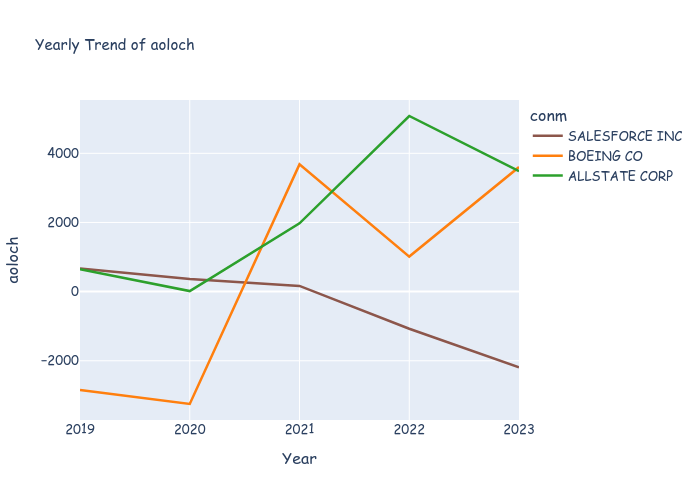 Yearly Trend of aoloch
conm
SALESFORCE INC
BOEING CO
ALLSTATE CORP
4000
2000
0
−2000
aoloch
2019
2020
2021
2022
2023
Year